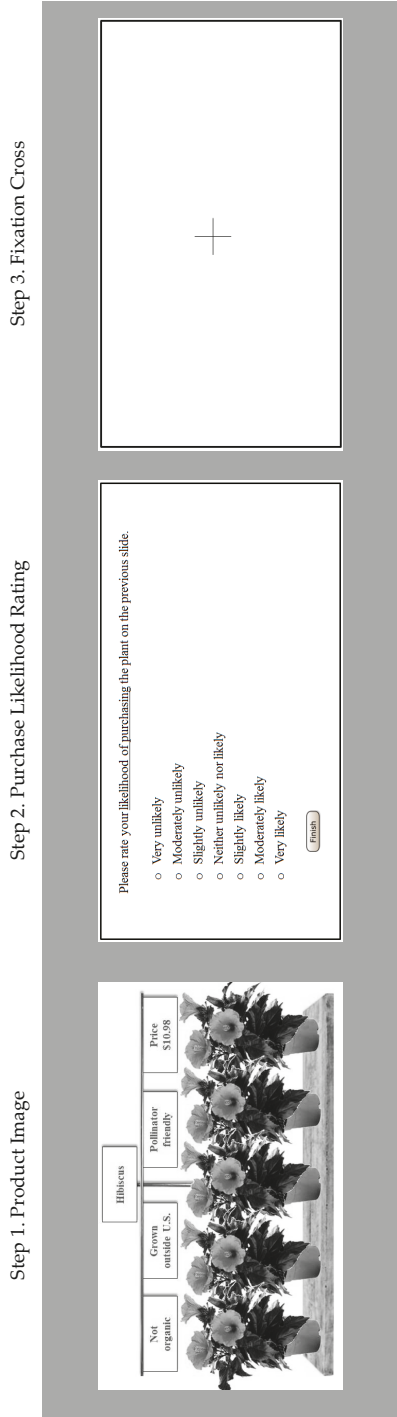 Step 1. Product Image
Hibiscus
Not
organic
Grown
outside U.S.
Pollinator
friendly
Price
$10.98
Step 2. Purchase Likelihood Rating
Please rate your likelihood of purchasing the plant on the previous slide.
Very unlikely
Moderately unlikely
Slightly unlikely
Neither unlikely nor likely
Slightly likely
Moderately likely
Very likely
Finish
Step 3. Fixation Cross